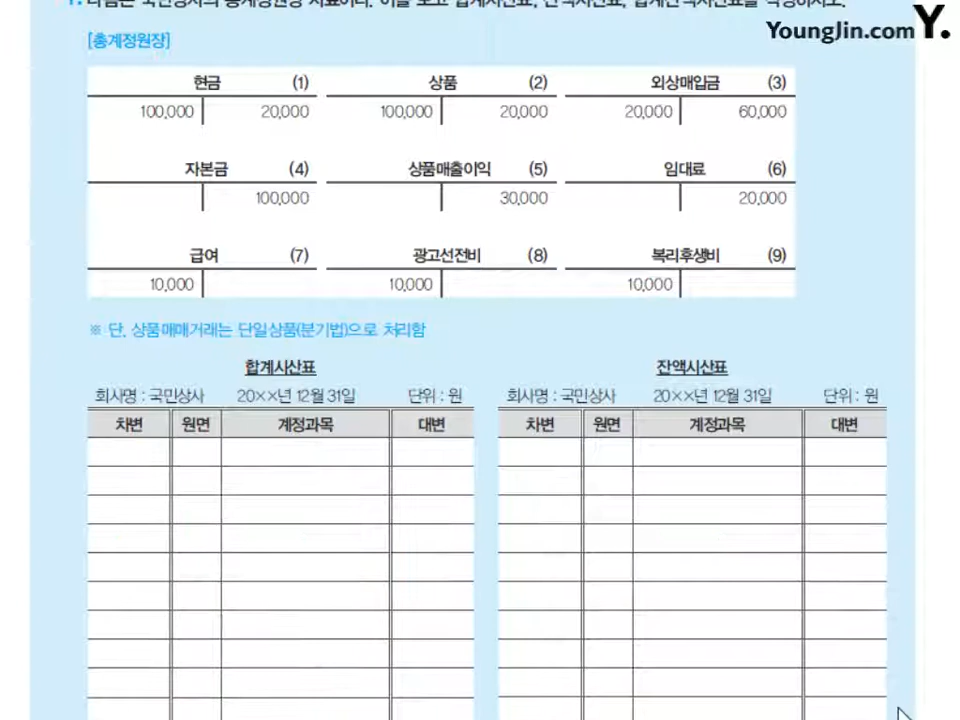 YoungJin.com Y.
[총계정원장]
현금 (1) 상품 (2) 외상매입금 (3)
100,000 20,000 100,000 20,000 20,000 60,000
자본금 (4) 상품매출이익 (5) 임대료 (6)
100,000 30,000 20,000
급여 (7) 광고선전비 (8) 복리후생비 (9)
10,000 10,000 10,000
※ 단, 상품매매거래는 단일상품(분기법)으로 처리함
합계시산표 잔액시산표
회사명 : 국민상사 20××년 12월 31일 단위 : 원 회사명 : 국민상사 20××년 12월 31일 단위 : 원
차변 원면 계정과목 대변 차변 원면 계정과목 대변